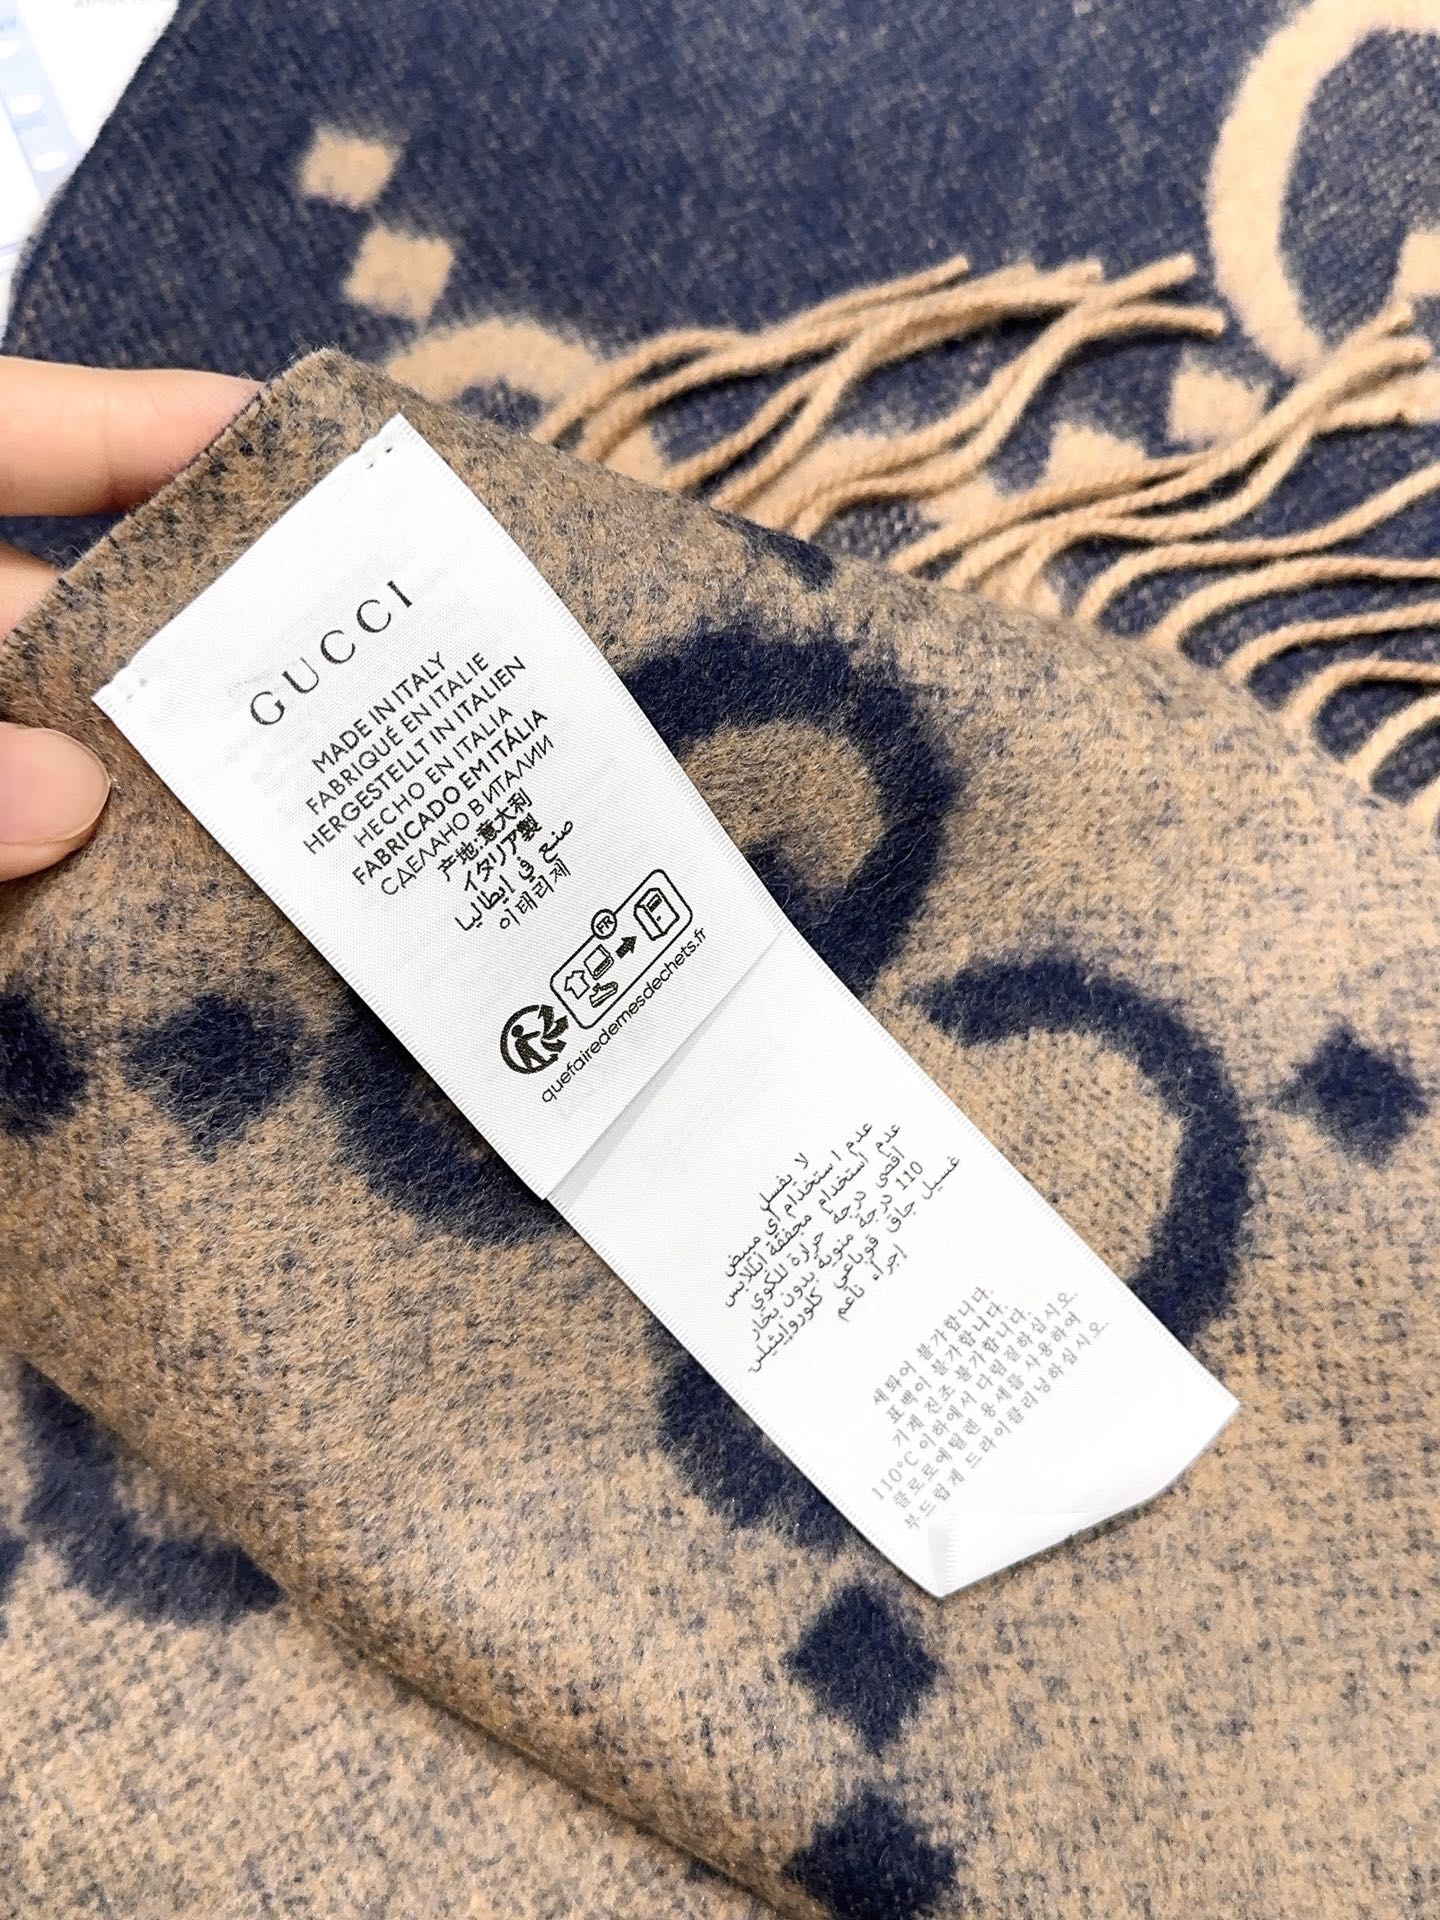 GUCCI
MADE IN ITALY
FABRIQUÉ EN ITALIE
HERGESTELLT IN ITALIEN
HECHO EN ITALIA
FABRICADO EM ITÁLIA
СДЕЛАНО В ИТАЛИИ
产地:意大利
イタリア製
صنع في ايطاليا
이태리제
FR
quefairedemesdechets.fr
لا يغسل
عدم استخدام أي مبيض
عدم استخدام مجففة الملابس
أقصى درجة حرارة للكوي
110 درجة مئوية بدون بخار
غسيل جاف قوباعي كلوروإيثيلين
إجراء ناعم
세탁이 불가합니다.
표백이 불가합니다.
기계 건조 불가합니다.
110°C 이하에서 다림질하십시오.
클로로에틸렌 용세를 사용하여
부드럽게 드라이클리닝하십시오.